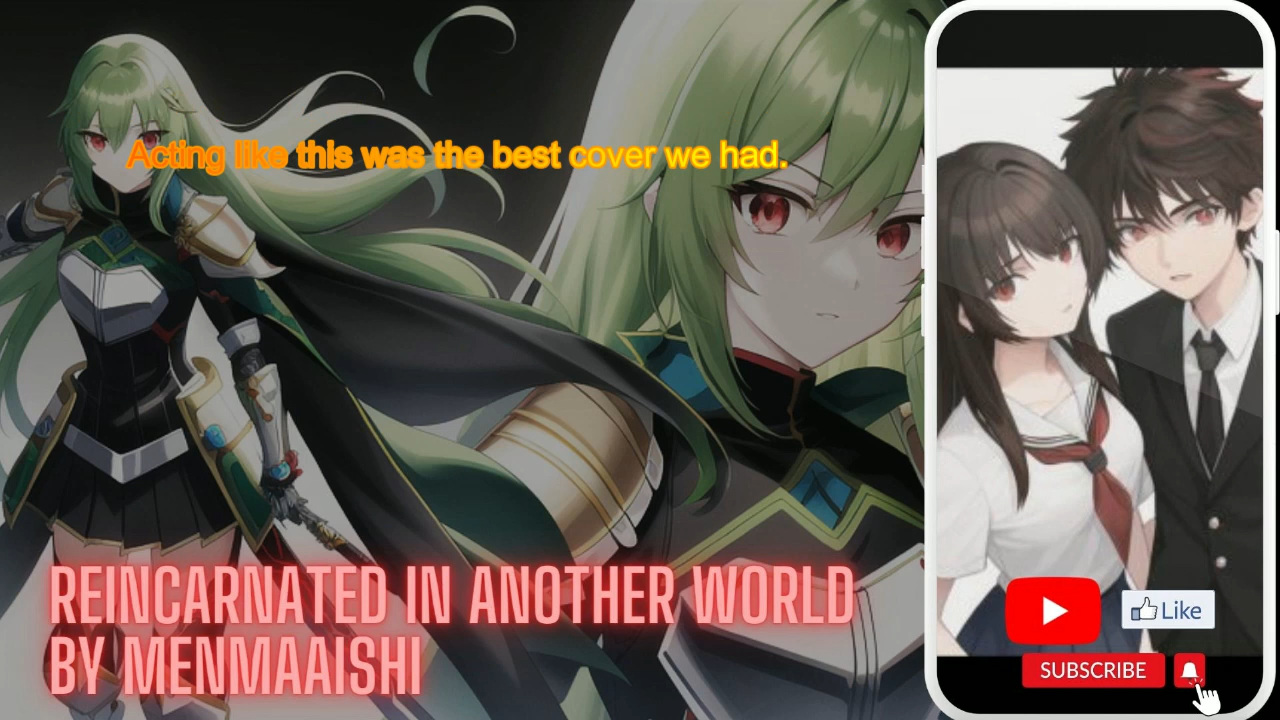 Acting like this was the best cover we had.
REINCARNATED IN ANOTHER WORLD
BY MENMAAISHI
Like
SUBSCRIBE